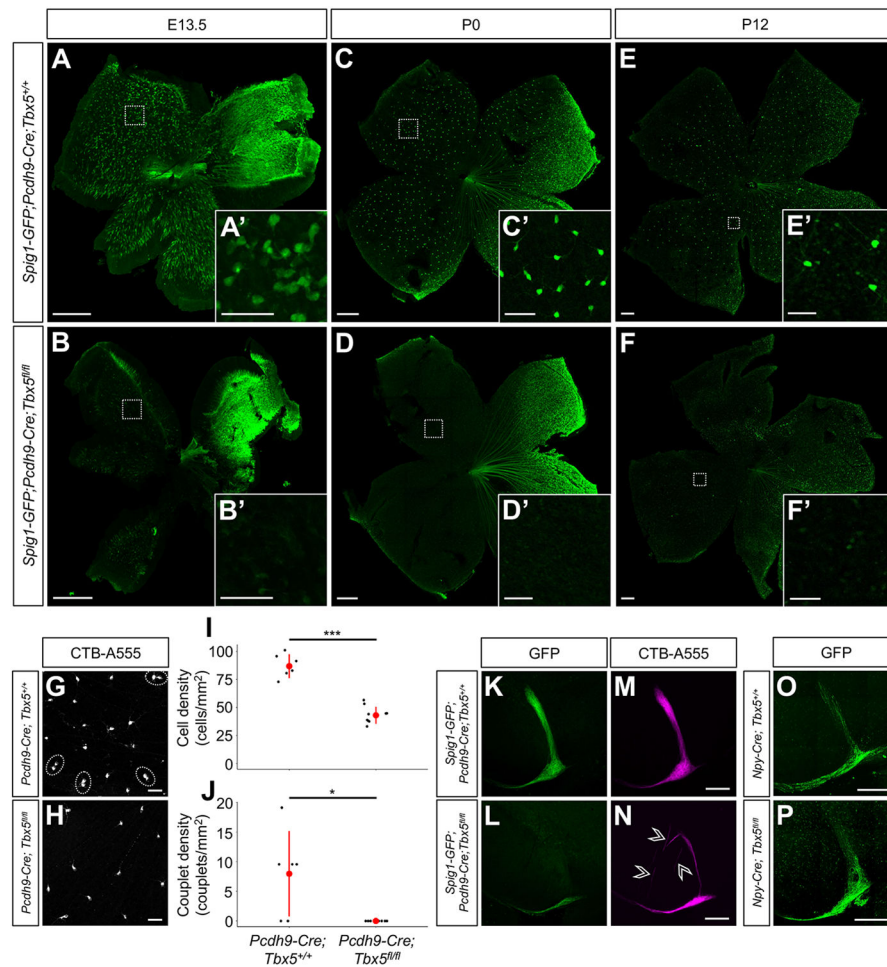 E13.5
P0
P12
Spig1-GFP;Pcdh9-Cre;Tbx5+/+
A
A'
C
C'
E
E'
Spig1-GFP;Pcdh9-Cre;Tbx5fl/fl
B
B'
D
D'
F
F'
CTB-A555
Pcdh9-Cre; Tbx5+/+
G
Pcdh9-Cre; Tbx5fl/fl
H
I
***
Cell density
(cells/mm2)
100
75
50
25
0
J
*
Couplet density
(couplets/mm2)
20
15
10
5
0
Pcdh9-Cre;
Tbx5+/+
Pcdh9-Cre;
Tbx5fl/fl
GFP
CTB-A555
GFP
Spig1-GFP;
Pcdh9-Cre;Tbx5+/+
K
M
Npy-Cre; Tbx5+/+
O
Spig1-GFP;
Pcdh9-Cre;Tbx5fl/fl
L
N
Npy-Cre; Tbx5fl/fl
P